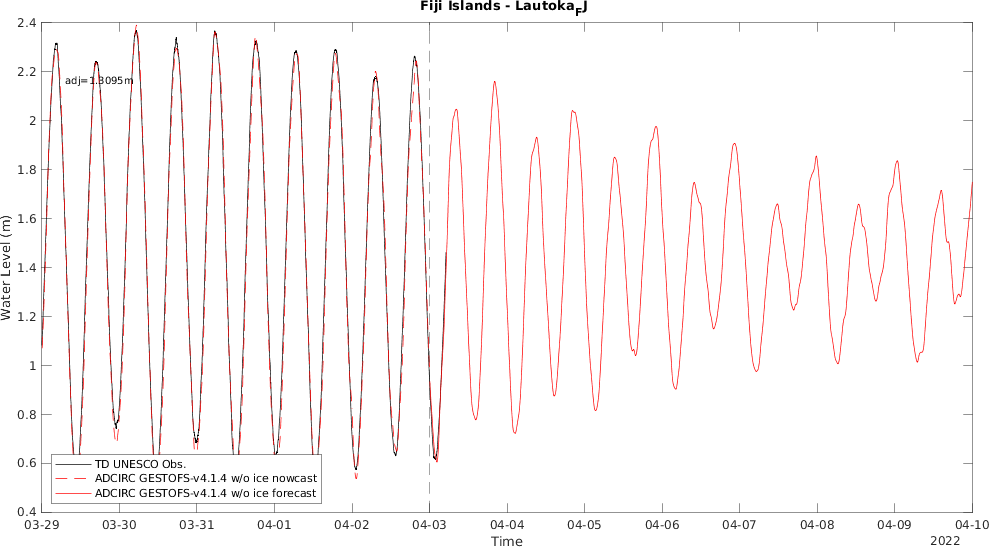 Fiji Islands - Lautoka_FJ
2.4
2.2
2
1.8
1.6
1.4
1.2
1
0.8
0.6
0.4
Water Level (m)
adj=1.3095m
TD UNESCO Obs.
ADCIRC GESTOFS-v4.1.4 w/o ice nowcast
ADCIRC GESTOFS-v4.1.4 w/o ice forecast
03-29 03-30 03-31 04-01 04-02 04-03 04-04 04-05 04-06 04-07 04-08 04-09 04-10
Time
2022